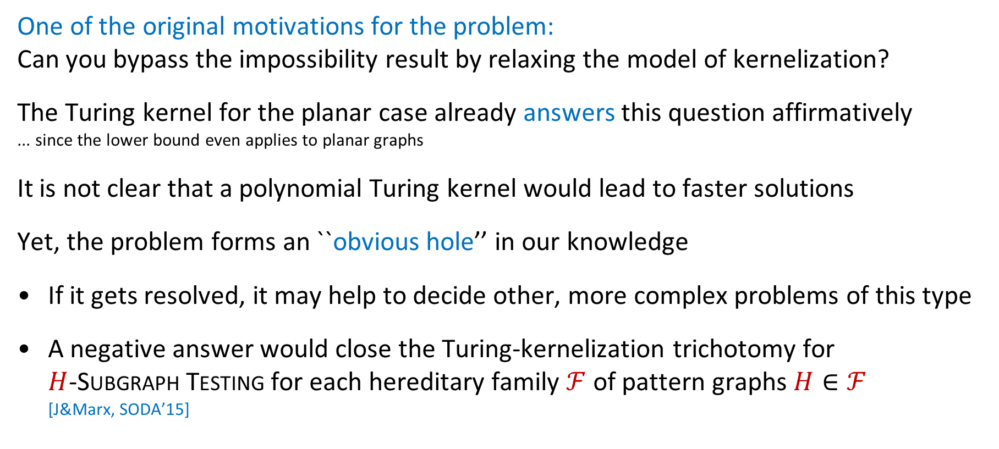 One of the original motivations for the problem:
Can you bypass the impossibility result by relaxing the model of kernelization?
The Turing kernel for the planar case already answers this question affirmatively
... since the lower bound even applies to planar graphs
It is not clear that a polynomial Turing kernel would lead to faster solutions
Yet, the problem forms an ``obvious hole’’ in our knowledge
• If it gets resolved, it may help to decide other, more complex problems of this type
• A negative answer would close the Turing-kernelization trichotomy for
𝐻-SUBGRAPH TESTING for each hereditary family ℱ of pattern graphs 𝐻 ∈ ℱ
[J&Marx, SODA’15]